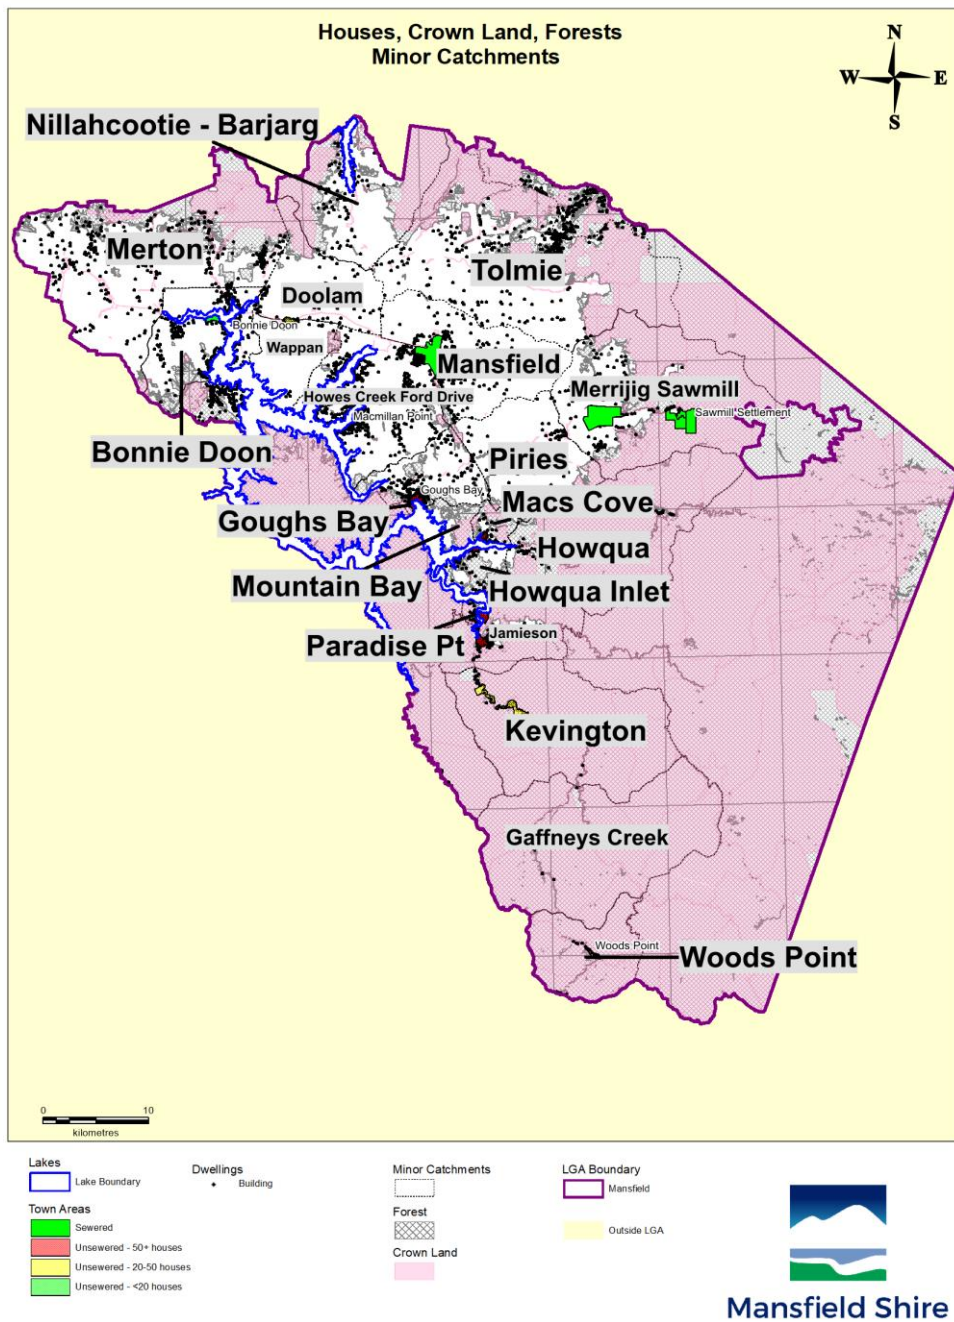 Houses, Crown Land, Forests
Minor Catchments
N
W E
S
Nillahcootie - Barjarg
Merton
Tolmie
Doolam
Bonnie Doon
Wappan
Mansfield
Merrijig Sawmill
Howes Creek Ford Drive
Sawmill Settlement
Macmillan Point
Bonnie Doon
Piries
Goughs Bay
Macs Cove
Goughs Bay
Howqua
Mountain Bay
Howqua Inlet
Jamieson
Paradise Pt
Kevington
Gaffneys Creek
Woods Point
Woods Point
0 10
kilometres
Lakes
Lake Boundary
Town Areas
Sewered
Unsewered - 50+ houses
Unsewered - 20-50 houses
Unsewered - <20 houses
Dwellings
Building
Minor Catchments
Forest
Crown Land
LGA Boundary
Mansfield
Outside LGA
Mansfield Shire